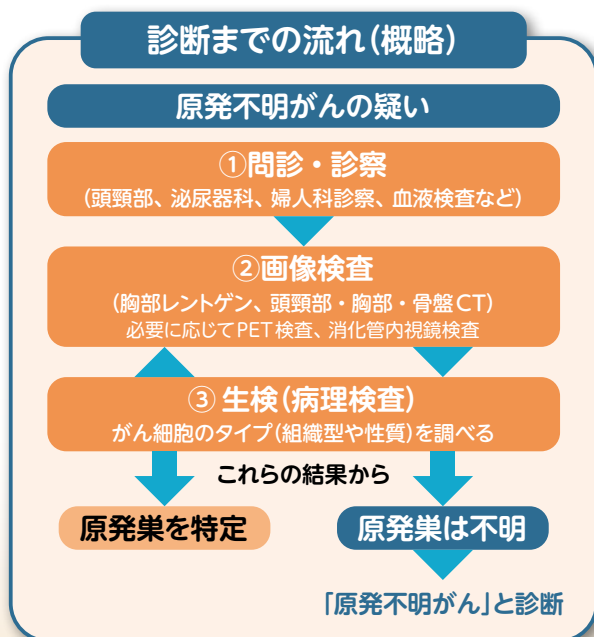 診断までの流れ(概略)
原発不明がんの疑い
①問診・診察
(頭頸部、泌尿器科、婦人科診察、血液検査など)
②画像検査
(胸部レントゲン、頭頸部・胸部・骨盤CT)
必要に応じてPET検査、消化管内視鏡検査
③ 生検(病理検査)
がん細胞のタイプ(組織型や性質)を調べる
これらの結果から
原発巣を特定
原発巣は不明
「原発不明がん」と診断